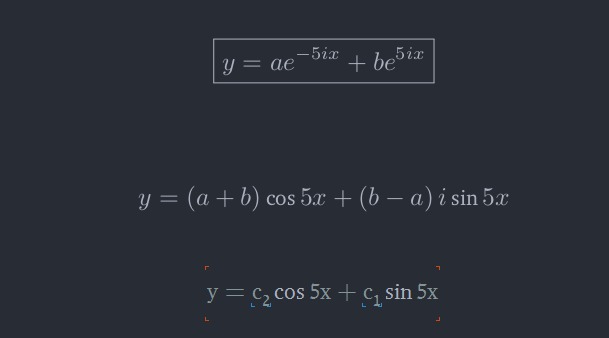 y = ae^{-5ix} + be^{5ix}
y = (a + b) cos 5x + (b − a) i sin 5x
y = c₂ cos 5x + c₁ sin 5x